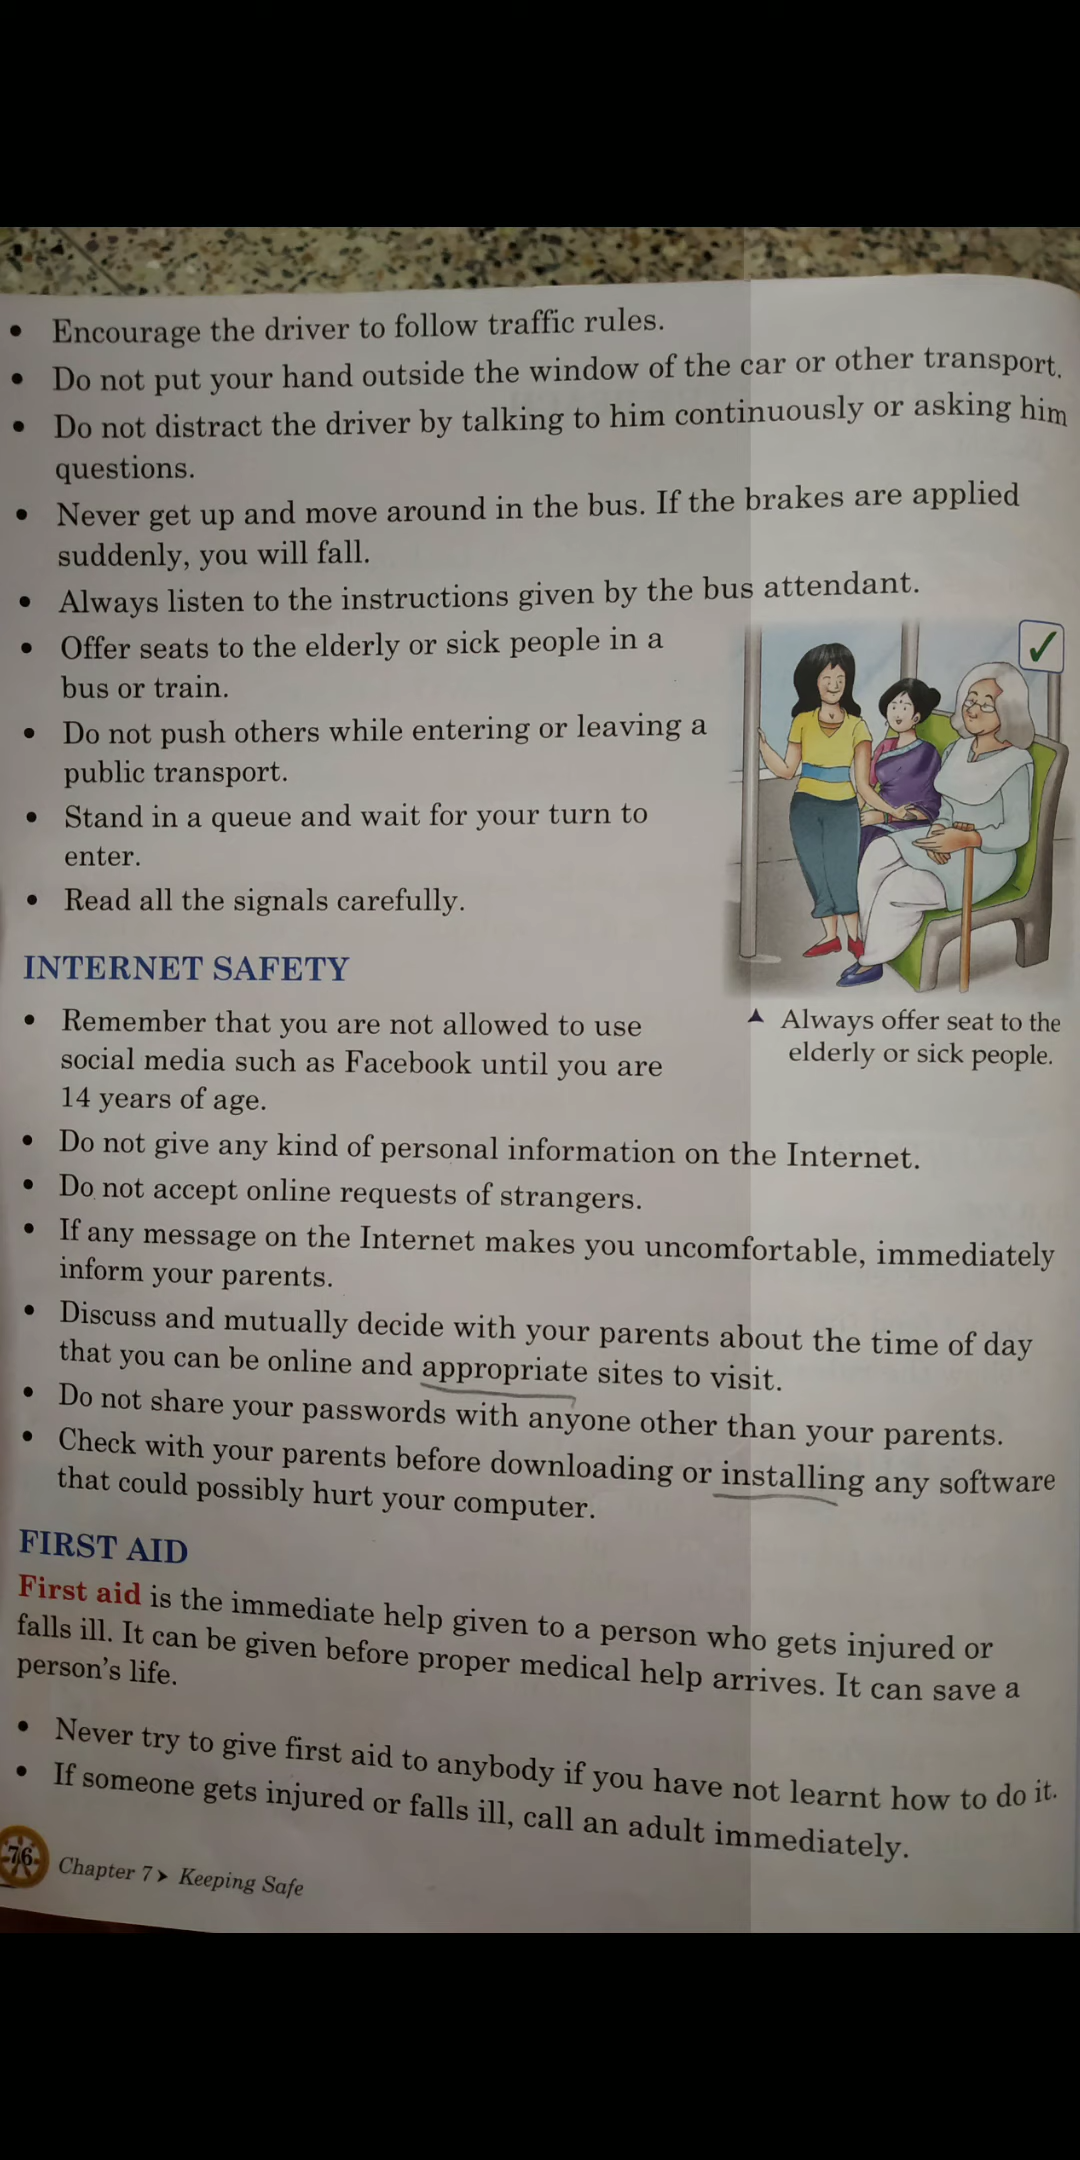 • Encourage the driver to follow traffic rules.
• Do not put your hand outside the window of the car or other transport.
• Do not distract the driver by talking to him continuously or asking him
questions.
• Never get up and move around in the bus. If the brakes are applied
suddenly, you will fall.
• Always listen to the instructions given by the bus attendant.
• Offer seats to the elderly or sick people in a
bus or train.
• Do not push others while entering or leaving a
public transport.
• Stand in a queue and wait for your turn to
enter.
• Read all the signals carefully.
▲ Always offer seat to the
elderly or sick people.
INTERNET SAFETY
• Remember that you are not allowed to use
social media such as Facebook until you are
14 years of age.
• Do not give any kind of personal information on the Internet.
• Do not accept online requests of strangers.
• If any message on the Internet makes you uncomfortable, immediately
inform your parents.
• Discuss and mutually decide with your parents about the time of day
that you can be online and appropriate sites to visit.
• Do not share your passwords with anyone other than your parents.
• Check with your parents before downloading or installing any software
that could possibly hurt your computer.
FIRST AID
First aid is the immediate help given to a person who gets injured or
falls ill. It can be given before proper medical help arrives. It can save a
person's life.
• Never try to give first aid to anybody if you have not learnt how to do it.
• If someone gets injured or falls ill, call an adult immediately.
76 Chapter 7 ➤ Keeping Safe